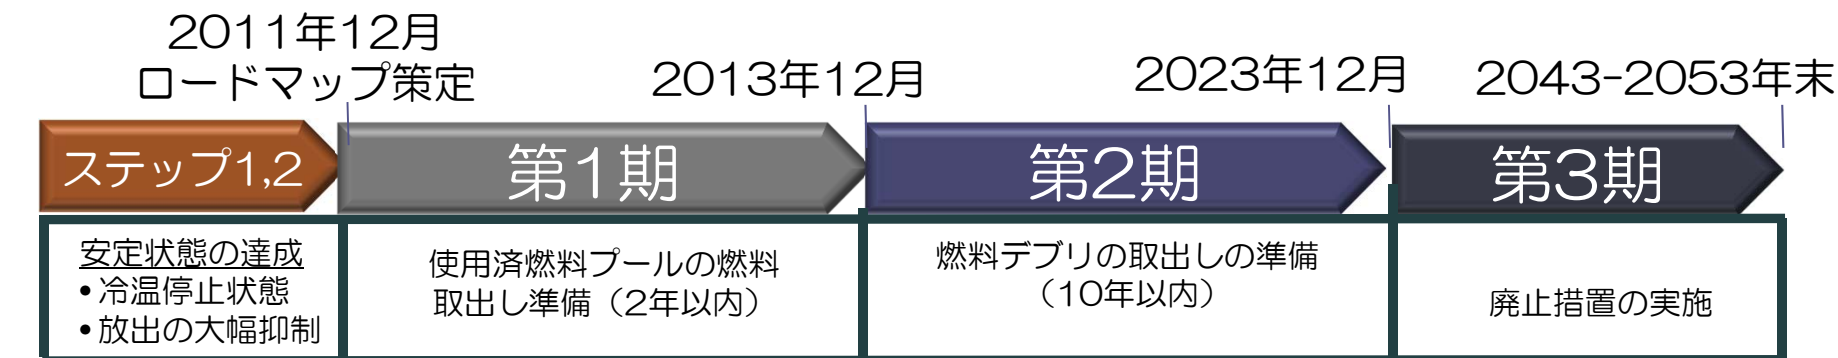 2011年12月
ロードマップ策定
2013年12月
2023年12月
2043-2053年末
ステップ1,2
第1期
第2期
第3期
安定状態の達成
•冷温停止状態
•放出の大幅抑制
使用済燃料プールの燃料
取出し準備（2年以内）
燃料デブリの取出しの準備
（10年以内）
廃止措置の実施